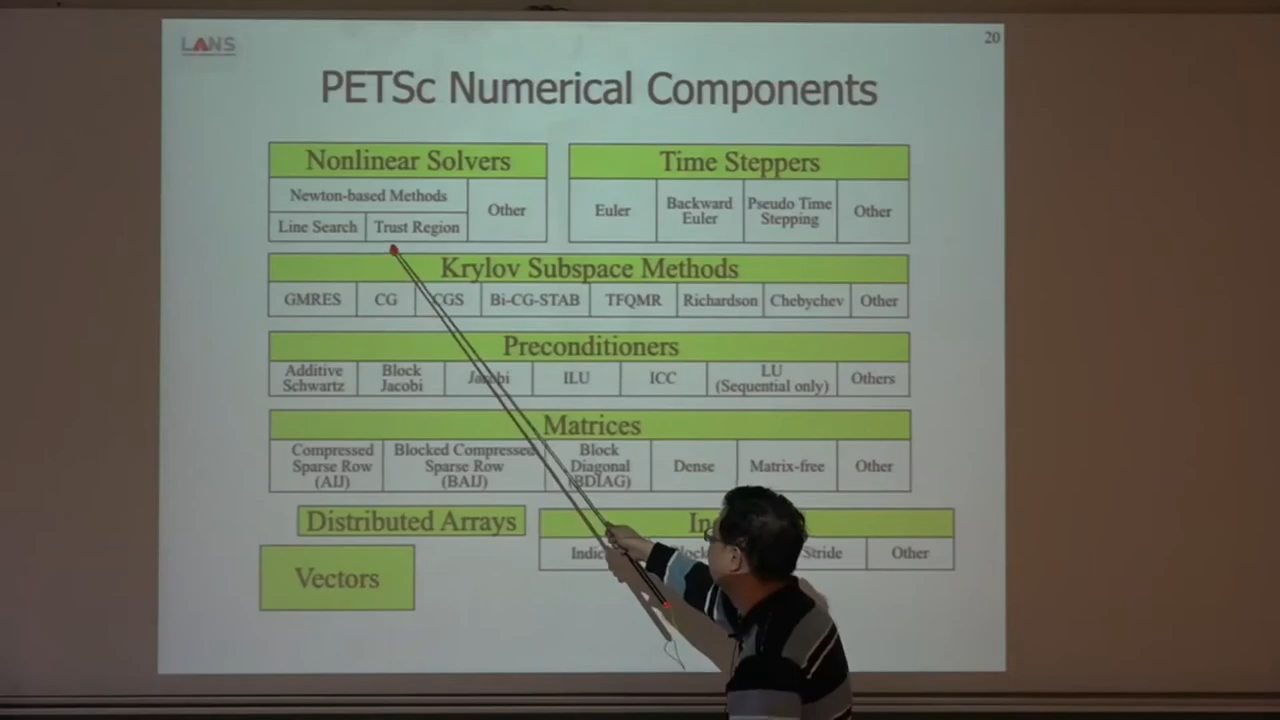 LANS
20
PETSc Numerical Components
Nonlinear Solvers
Newton-based Methods
Other
Line Search
Trust Region
Time Steppers
Euler
Backward
Euler
Pseudo Time
Stepping
Other
Krylov Subspace Methods
GMRES
CG
CGS
Bi-CG-STAB
TFQMR
Richardson
Chebychev
Other
Preconditioners
Additive
Schwartz
Block
Jacobi
Jacobi
ILU
ICC
LU
(Sequential only)
Others
Matrices
Compressed
Sparse Row
(AIJ)
Blocked Compressed
Sparse Row
(BAIJ)
Block
Diagonal
(BDIAG)
Dense
Matrix-free
Other
Distributed Arrays
Stride
Other
Vectors